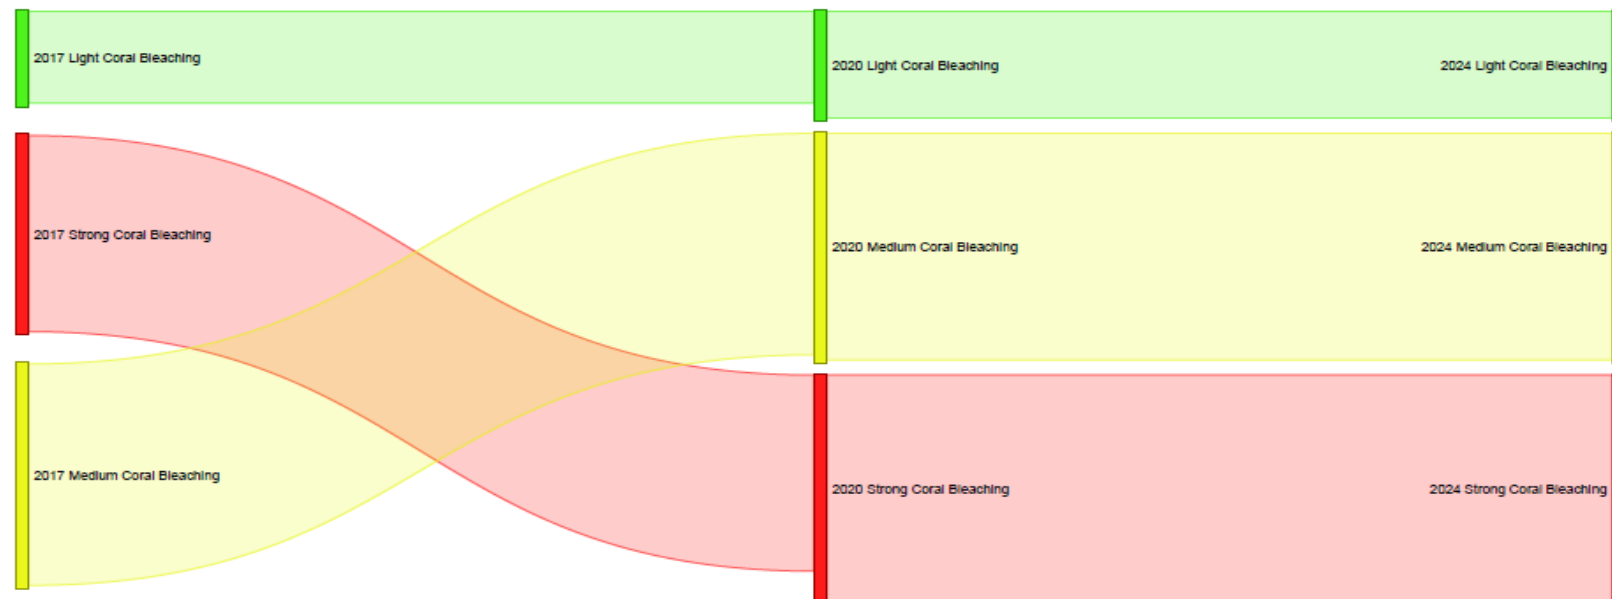 2017 Light Coral Bleaching
2020 Light Coral Bleaching
2024 Light Coral Bleaching
2017 Strong Coral Bleaching
2020 Medium Coral Bleaching
2024 Medium Coral Bleaching
2017 Medium Coral Bleaching
2020 Strong Coral Bleaching
2024 Strong Coral Bleaching